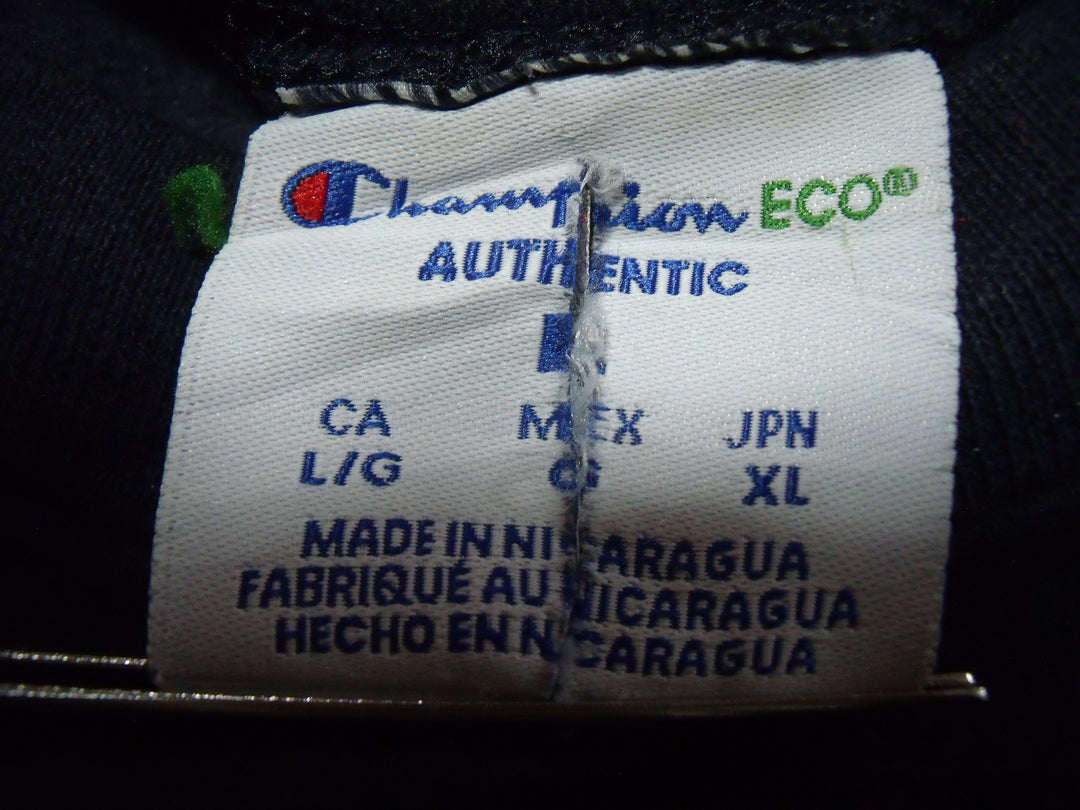 Champion ECO®
AUTHENTIC
L
CA MEX JPN
L/G G XL
MADE IN NICARAGUA
FABRIQUÉ AU NICARAGUA
HECHO EN NICARAGUA